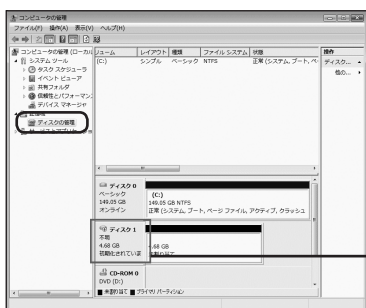 コンピュータの管理
ファイル(F) 操作(A) 表示(V) ヘルプ(H)
コンピュータの管理 (ローカル
システム ツール
タスク スケジューラ
イベント ビューア
共有フォルダ
信頼性とパフォーマン
デバイス マネージャ
ディスクの管理
リューム レイアウト 種類 ファイル システム 状態
(C:) シンプル ベーシック NTFS 正常 (システム, ブート, ペ
操作
ディスク...
他の...
ディスク 0
ベーシック
149.05 GB
オンライン
(C:)
149.05 GB NTFS
正常 (システム, ブート, ページ ファイル, アクティブ, クラッシュ
ディスク 1
不明
4.68 GB
初期化されていま
4.68 GB
CD-ROM 0
DVD (D:)
未割り当て プライマリ パーティション